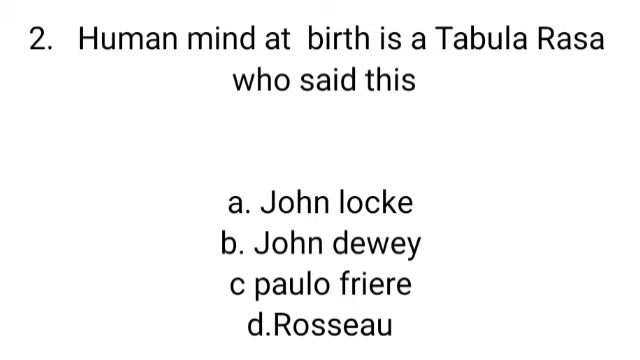 2. Human mind at birth is a Tabula Rasa
who said this
a. John locke
b. John dewey
c paulo friere
d.Rosseau